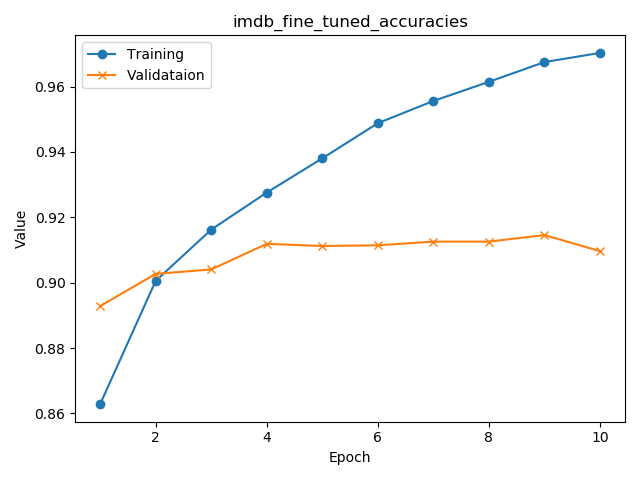 imdb_fine_tuned_accuracies
Training
Validataion
0.96
0.94
0.92
0.90
0.88
0.86
Value
2 4 6 8 10
Epoch